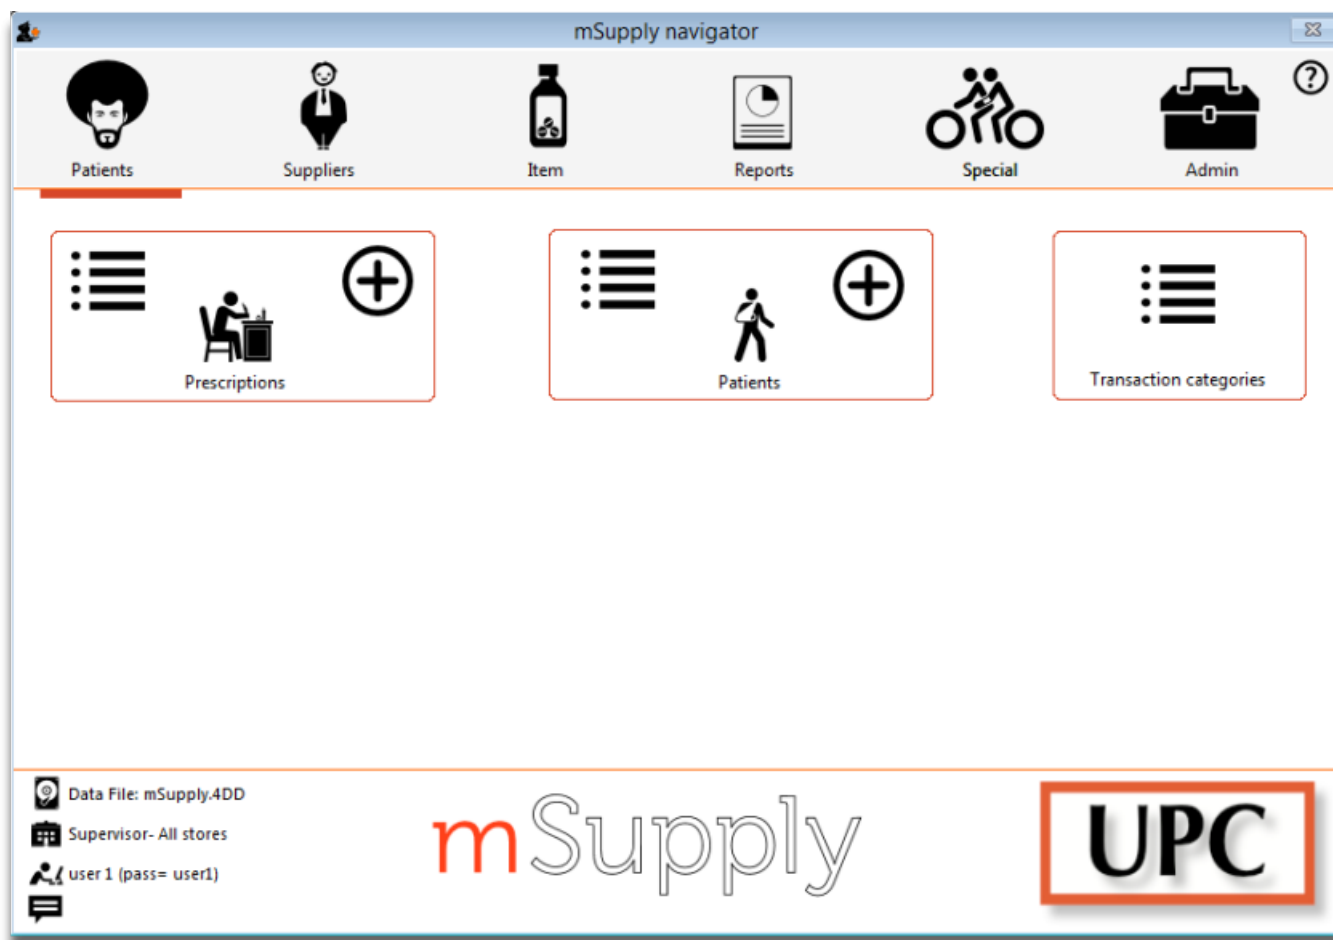 mSupply navigator
Patients
Suppliers
Item
Reports
Special
Admin
?
Prescriptions
Patients
Transaction categories
Data File: mSupply.4DD
Supervisor- All stores
user 1 (pass= user1)
mSupply
UPC